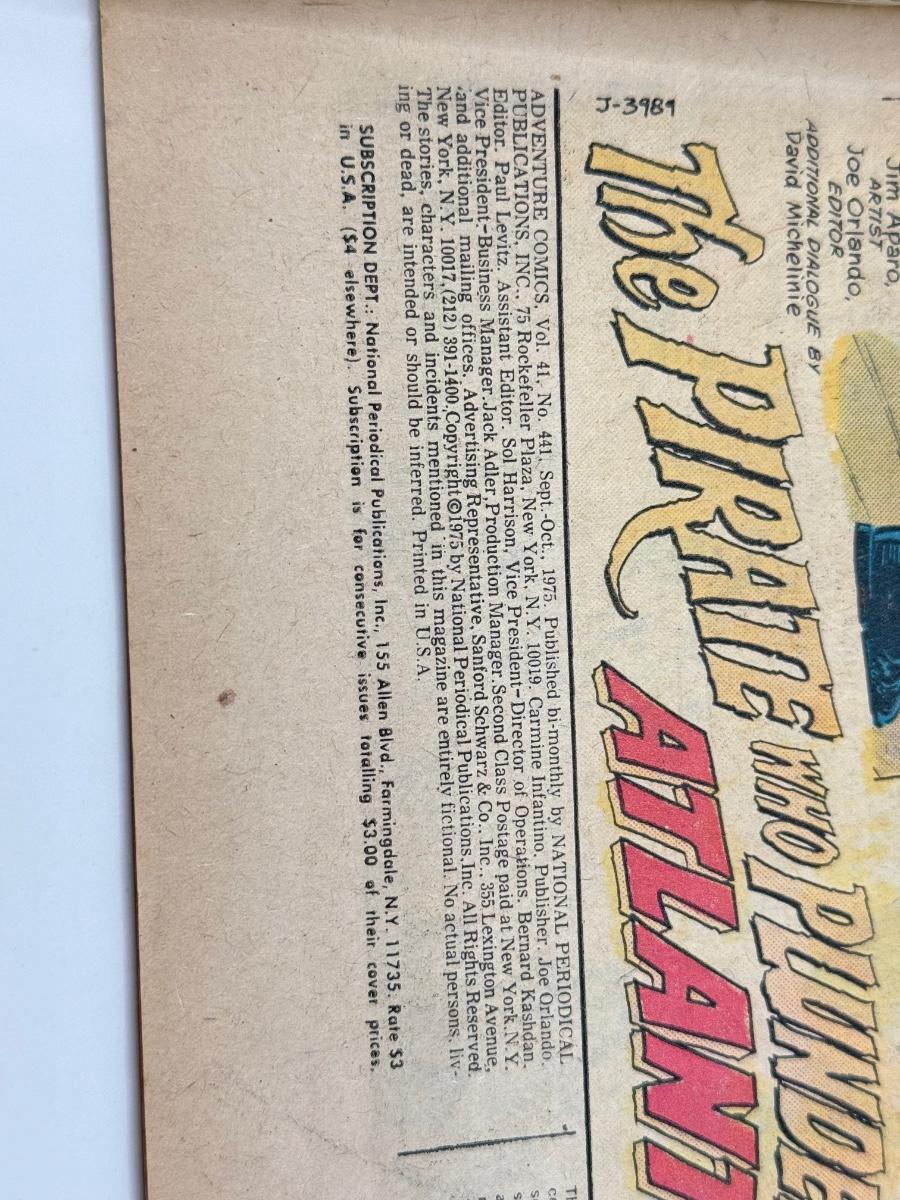 Jim Aparo,
ARTIST
Joe Orlando,
EDITOR
ADDITIONAL DIALOGUE BY
David Michelinie
J-3989
The PIRATE WHO PLUNDE
ATLANT
ADVENTURE COMICS, Vol. 41, No. 441, Sept.-Oct., 1975. Published bi-monthly by NATIONAL PERIODICAL
PUBLICATIONS, INC., 75 Rockefeller Plaza, New York, N.Y. 10019. Carmine Infantino, Publisher. Joe Orlando,
Editor. Paul Levitz. Assistant Editor. Sol Harrison, Vice President-Director of Operations. Bernard Kashdan,
Vice President-Business Manager. Jack Adler, Production Manager. Second Class Postage paid at New York, N.Y.
and additional mailing offices. Advertising Representative, Sanford Schwarz & Co., Inc., 355 Lexington Avenue,
New York, N.Y. 10017, (212) 391-1400. Copyright ©1975 by National Periodical Publications, Inc. All Rights Reserved.
The stories, characters and incidents mentioned in this magazine are entirely fictional. No actual persons, liv-
ing or dead, are intended or should be inferred. Printed in U.S.A.
SUBSCRIPTION DEPT.: National Periodical Publications, Inc., 155 Allen Blvd., Farmingdale, N.Y. 11735. Rate $3
in U.S.A. ($4 elsewhere). Subscription is for consecutive issues totalling $3.00 of their cover prices.